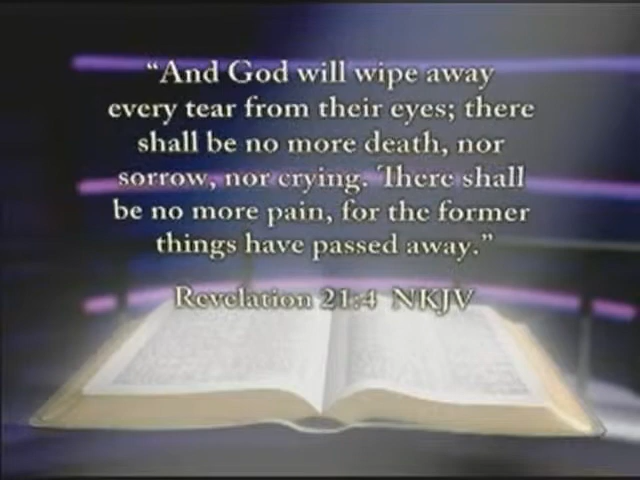 “And God will wipe away
every tear from their eyes; there
shall be no more death, nor
sorrow, nor crying. There shall
be no more pain, for the former
things have passed away.”
Revelation 21:4 NKJV